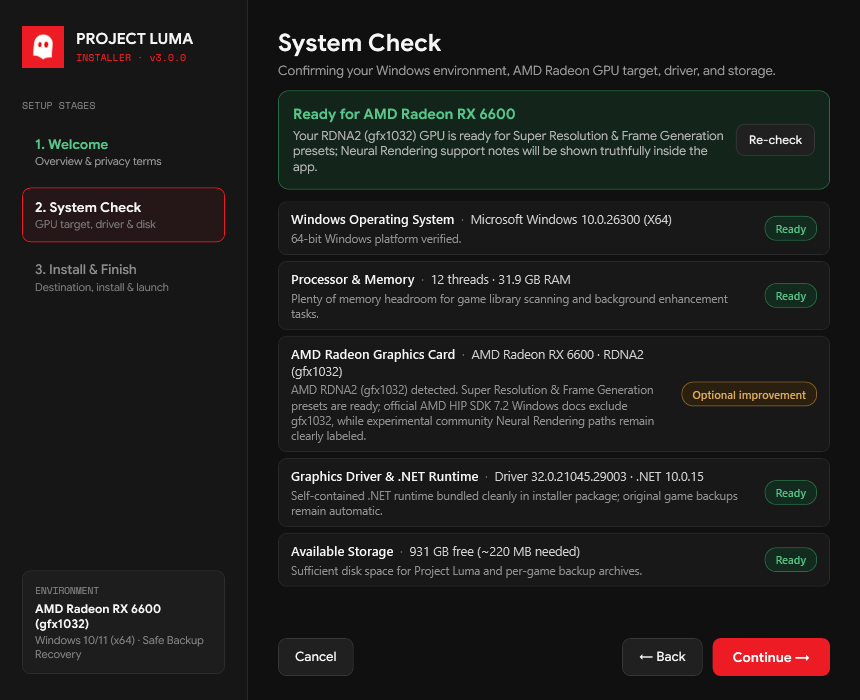 PROJECT LUMA
INSTALLER · v3.0.0
SETUP STAGES
1. Welcome
Overview & privacy terms
2. System Check
GPU target, driver & disk
3. Install & Finish
Destination, install & launch
ENVIRONMENT
AMD Radeon RX 6600
(gfx1032)
Windows 10/11 (x64) · Safe Backup
Recovery
System Check
Confirming your Windows environment, AMD Radeon GPU target, driver, and storage.
Ready for AMD Radeon RX 6600
Your RDNA2 (gfx1032) GPU is ready for Super Resolution & Frame Generation
presets; Neural Rendering support notes will be shown truthfully inside the
app.
Re-check
Windows Operating System · Microsoft Windows 10.0.26300 (X64)
64-bit Windows platform verified.
Ready
Processor & Memory · 12 threads · 31.9 GB RAM
Plenty of memory headroom for game library scanning and background enhancement
tasks.
Ready
AMD Radeon Graphics Card · AMD Radeon RX 6600 · RDNA2
(gfx1032)
AMD RDNA2 (gfx1032) detected. Super Resolution & Frame Generation
presets are ready; official AMD HIP SDK 7.2 Windows docs exclude
gfx1032, while experimental community Neural Rendering paths remain
clearly labeled.
Optional improvement
Graphics Driver & .NET Runtime · Driver 32.0.21045.29003 · .NET 10.0.15
Self-contained .NET runtime bundled cleanly in installer package; original game backups
remain automatic.
Ready
Available Storage · 931 GB free (~220 MB needed)
Sufficient disk space for Project Luma and per-game backup archives.
Ready
Cancel
← Back
Continue →